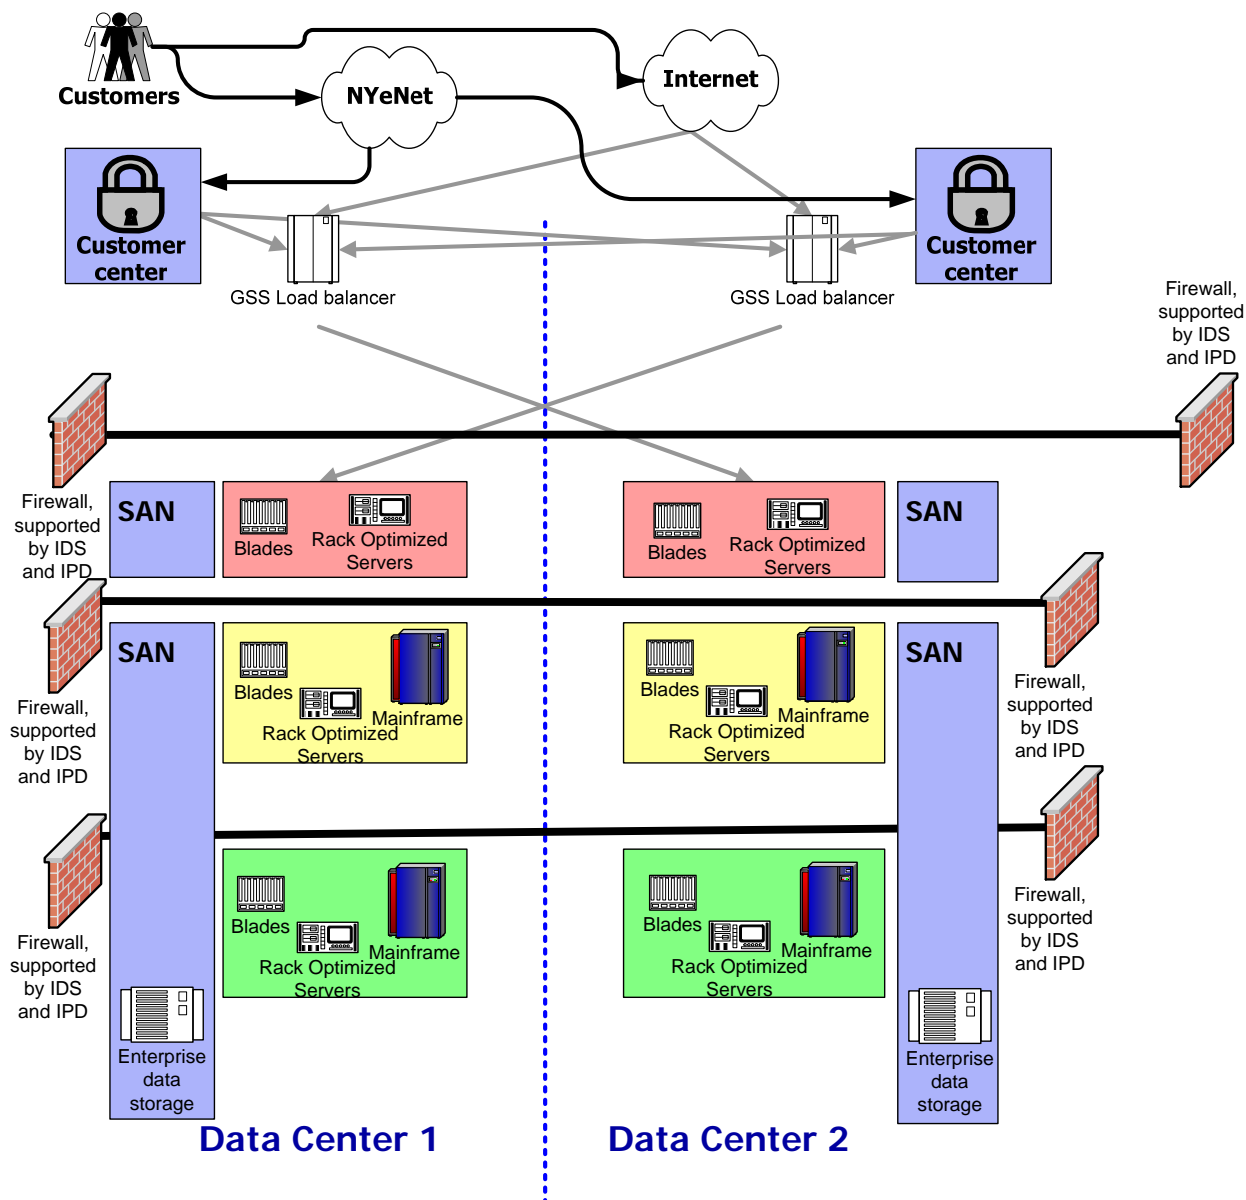 Customers
NYeNet
Internet
Customer
center
Customer
center
GSS Load balancer
GSS Load balancer
Firewall,
supported
by IDS
and IPD
Firewall,
supported
by IDS
and IPD
SAN
Blades
Rack Optimized
Servers
Blades
Rack Optimized
Servers
SAN
Firewall,
supported
by IDS
and IPD
SAN
Blades
Mainframe
Rack Optimized
Servers
Blades
Mainframe
Rack Optimized
Servers
SAN
Firewall,
supported
by IDS
and IPD
Firewall,
supported
by IDS
and IPD
Blades
Mainframe
Rack Optimized
Servers
Blades
Mainframe
Rack Optimized
Servers
Firewall,
supported
by IDS
and IPD
Enterprise
data
storage
Enterprise
data
storage
Data Center 1
Data Center 2